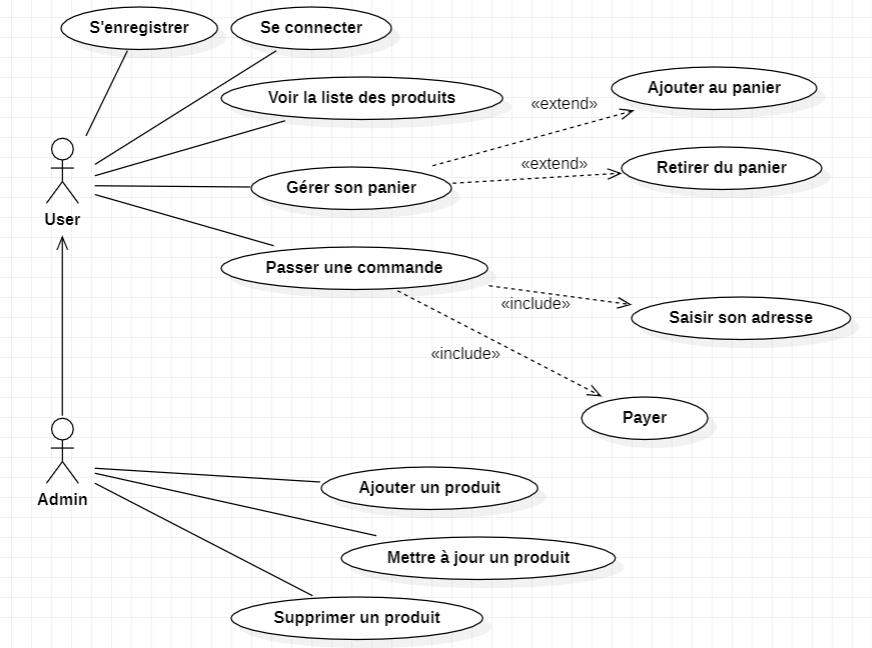 S'enregistrer
Se connecter
Voir la liste des produits
«extend»
Ajouter au panier
«extend»
Retirer du panier
Gérer son panier
User
Passer une commande
«include»
Saisir son adresse
«include»
Payer
Admin
Ajouter un produit
Mettre à jour un produit
Supprimer un produit